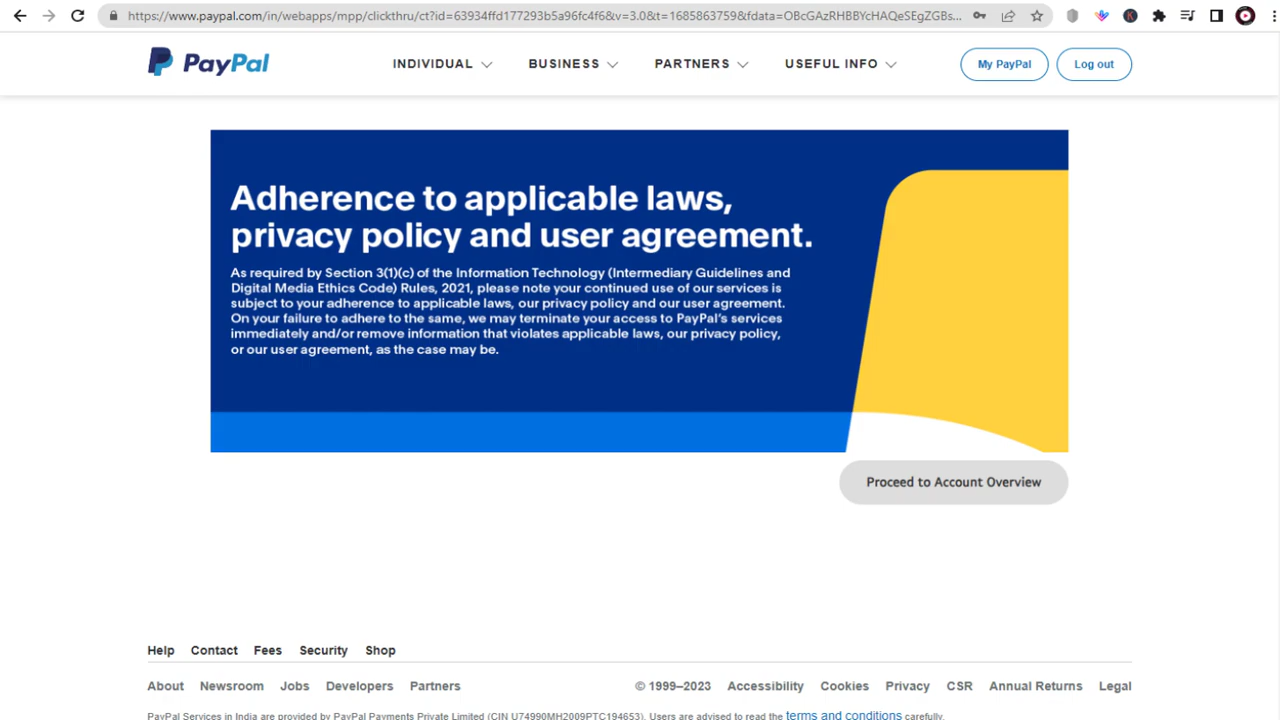 https://www.paypal.com/in/webapps/mpp/clickthru/ct?id=63934ffd177293b5a96fc4f6&v=3.0&t=1685863759&fdata=OBcGAzRHBBYcHAQeSEgZGBs...
PayPal
INDIVIDUAL
BUSINESS
PARTNERS
USEFUL INFO
My PayPal
Log out
Adherence to applicable laws,
privacy policy and user agreement.
As required by Section 3(1)(c) of the Information Technology (Intermediary Guidelines and
Digital Media Ethics Code) Rules, 2021, please note your continued use of our services is
subject to your adherence to applicable laws, our privacy policy and our user agreement.
On your failure to adhere to the same, we may terminate your access to PayPal's services
immediately and/or remove information that violates applicable laws, our privacy policy,
or our user agreement, as the case may be.
Proceed to Account Overview
Help Contact Fees Security Shop
About Newsroom Jobs Developers Partners © 1999–2023 Accessibility Cookies Privacy CSR Annual Returns Legal
PayPal Services in India are provided by PayPal Payments Private Limited (CIN U74990MH2009PTC194653). Users are advised to read the terms and conditions carefully.